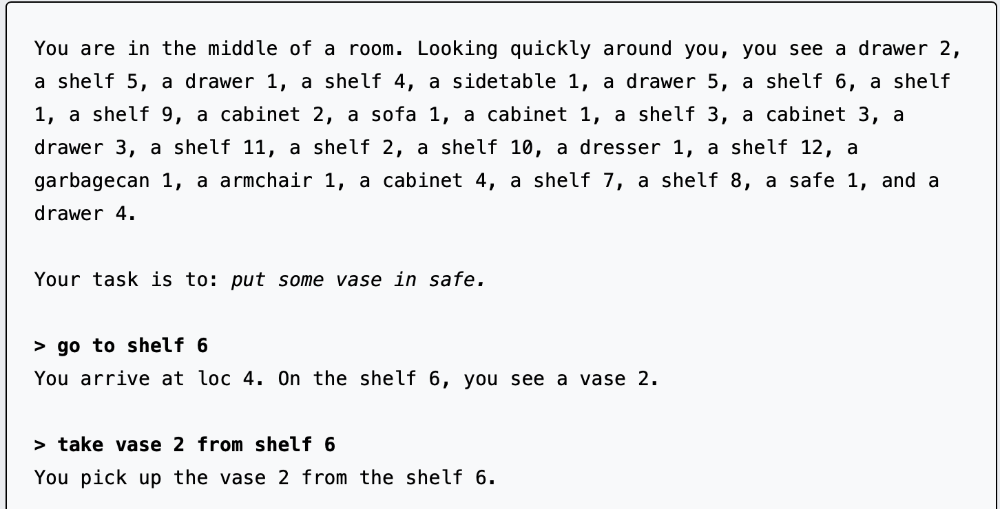 You are in the middle of a room. Looking quickly around you, you see a drawer 2,
a shelf 5, a drawer 1, a shelf 4, a sidetable 1, a drawer 5, a shelf 6, a shelf
1, a shelf 9, a cabinet 2, a sofa 1, a cabinet 1, a shelf 3, a cabinet 3, a
drawer 3, a shelf 11, a shelf 2, a shelf 10, a dresser 1, a shelf 12, a
garbagecan 1, a armchair 1, a cabinet 4, a shelf 7, a shelf 8, a safe 1, and a
drawer 4.
Your task is to: put some vase in safe.
> go to shelf 6
You arrive at loc 4. On the shelf 6, you see a vase 2.
> take vase 2 from shelf 6
You pick up the vase 2 from the shelf 6.